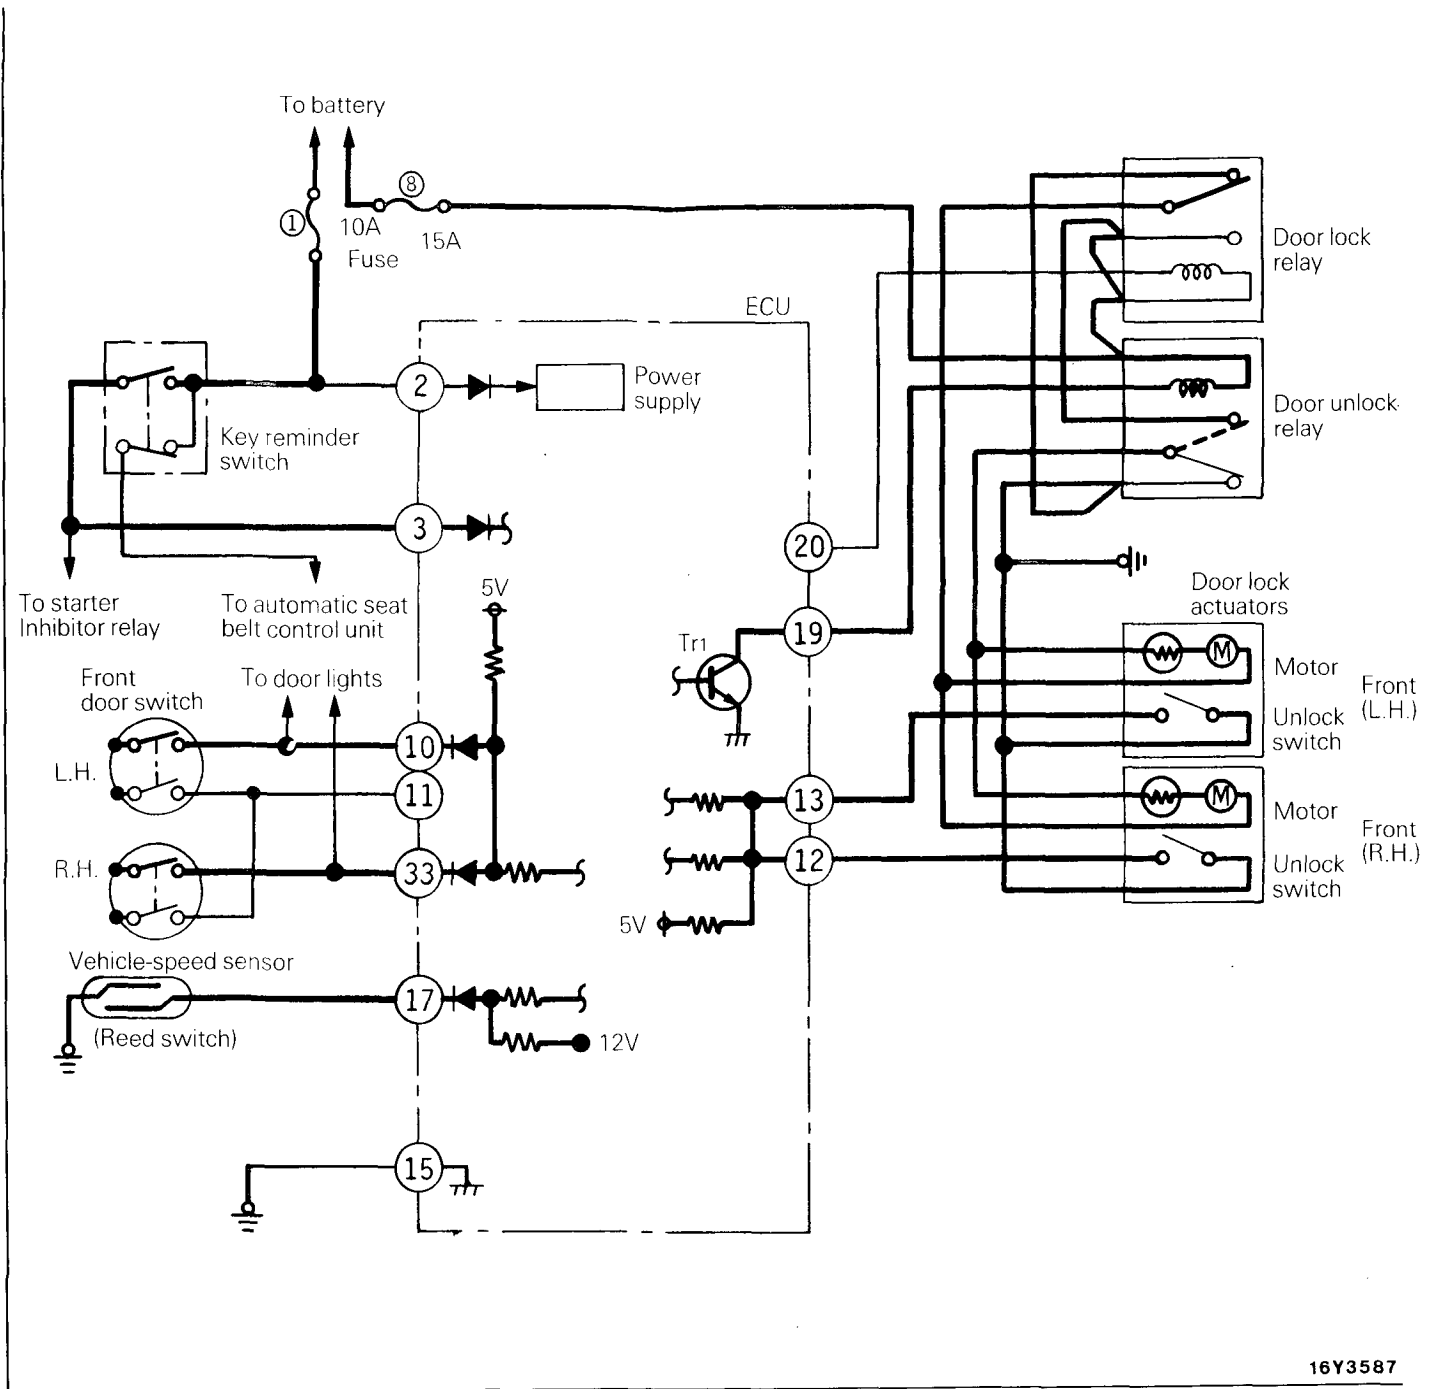 To battery
8
1
10A
15A
Fuse
Door lock
relay
ECU
2
Power
supply
Door unlock
relay
Key reminder
switch
3
20
5V
Door lock
actuators
To starter
Inhibitor relay
To automatic seat
belt control unit
19
Tr1
M
Motor
Front
(L.H.)
Front
door switch
To door lights
Unlock
switch
10
L.H.
11
13
M
Motor
Front
(R.H.)
R.H.
33
12
Unlock
switch
5V
Vehicle-speed sensor
17
(Reed switch)
12V
15
16Y3587